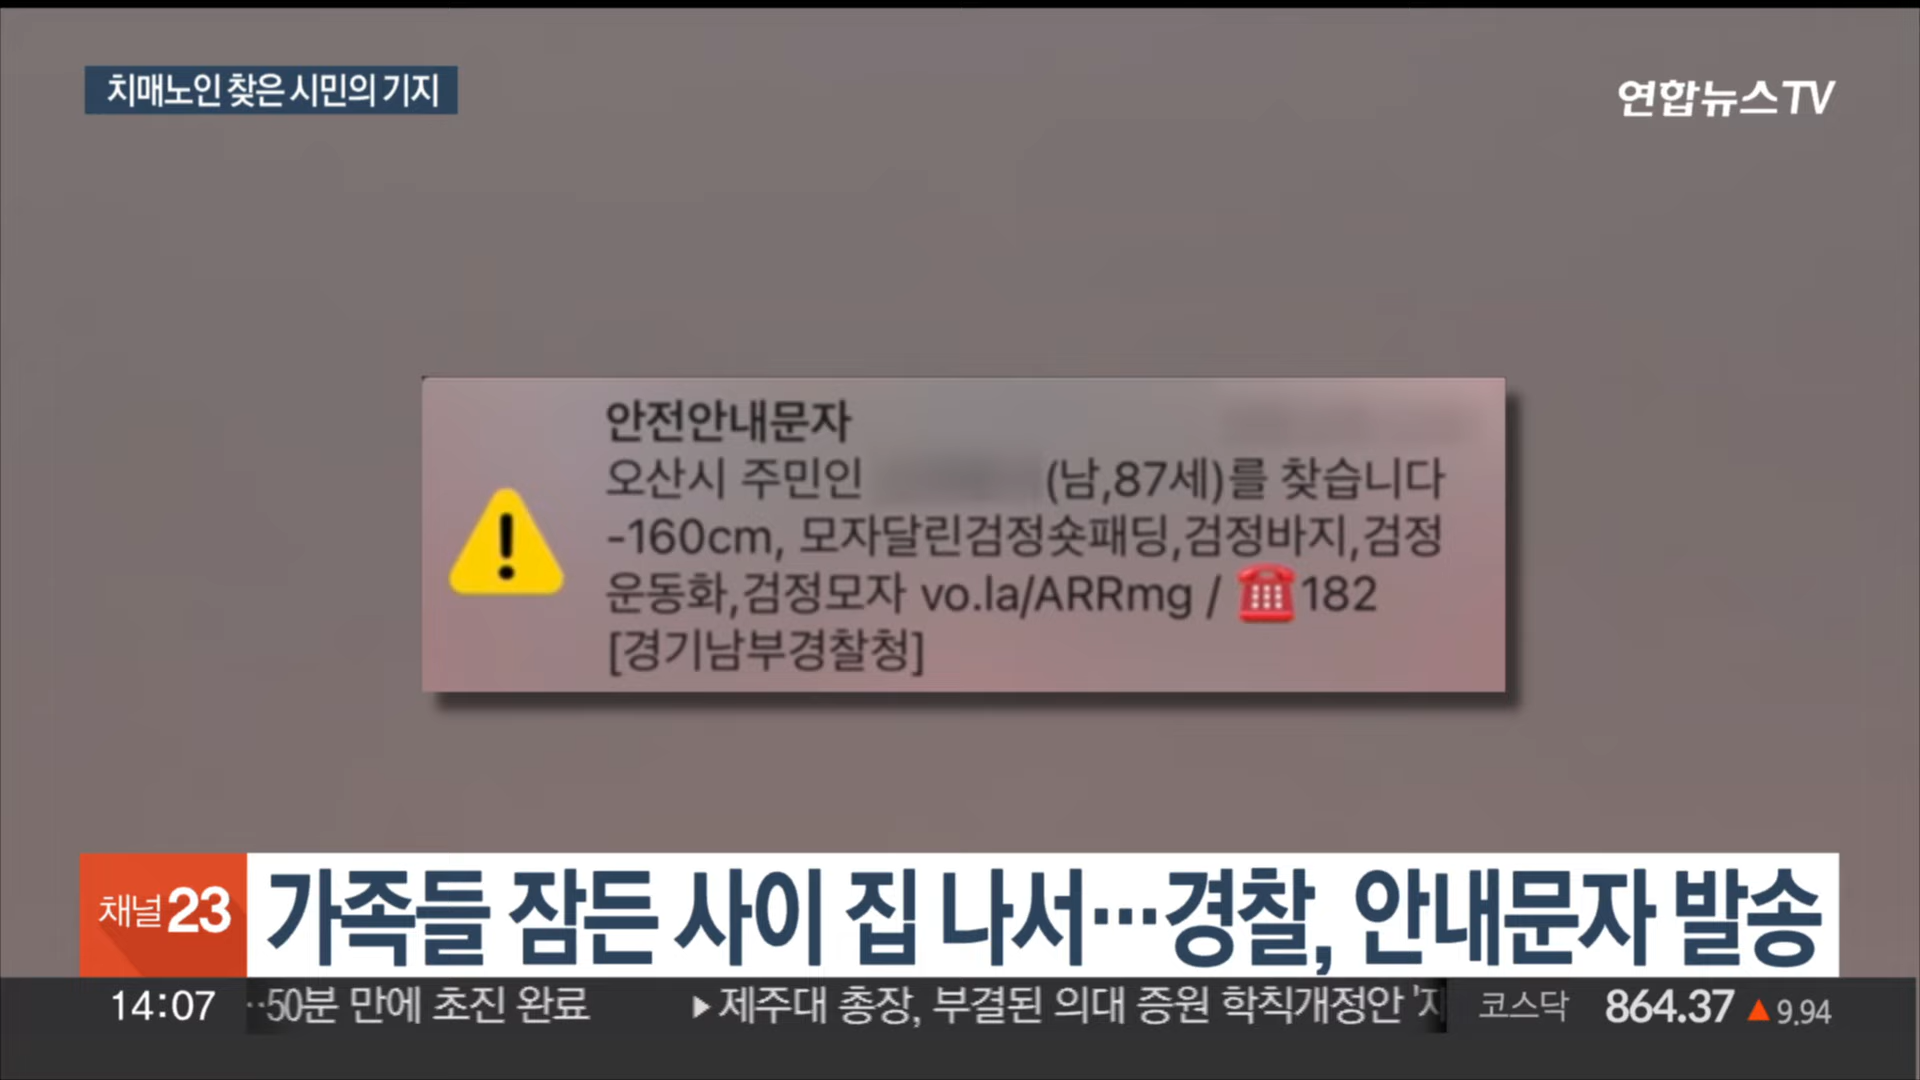 치매노인 찾은 시민의 기지
연합뉴스TV
안전안내문자
오산시 주민인 (남,87세)를 찾습니다
-160cm, 모자달린검정숏패딩,검정바지,검정
운동화,검정모자 vo.la/ARRmg / ☎182
[경기남부경찰청]
채널23
가족들 잠든 사이 집 나서…경찰, 안내문자 발송
14:07
··50분 만에 초진 완료 ▶제주대 총장, 부결된 의대 증원 학칙개정안
코스닥 864.37 ▲9.94